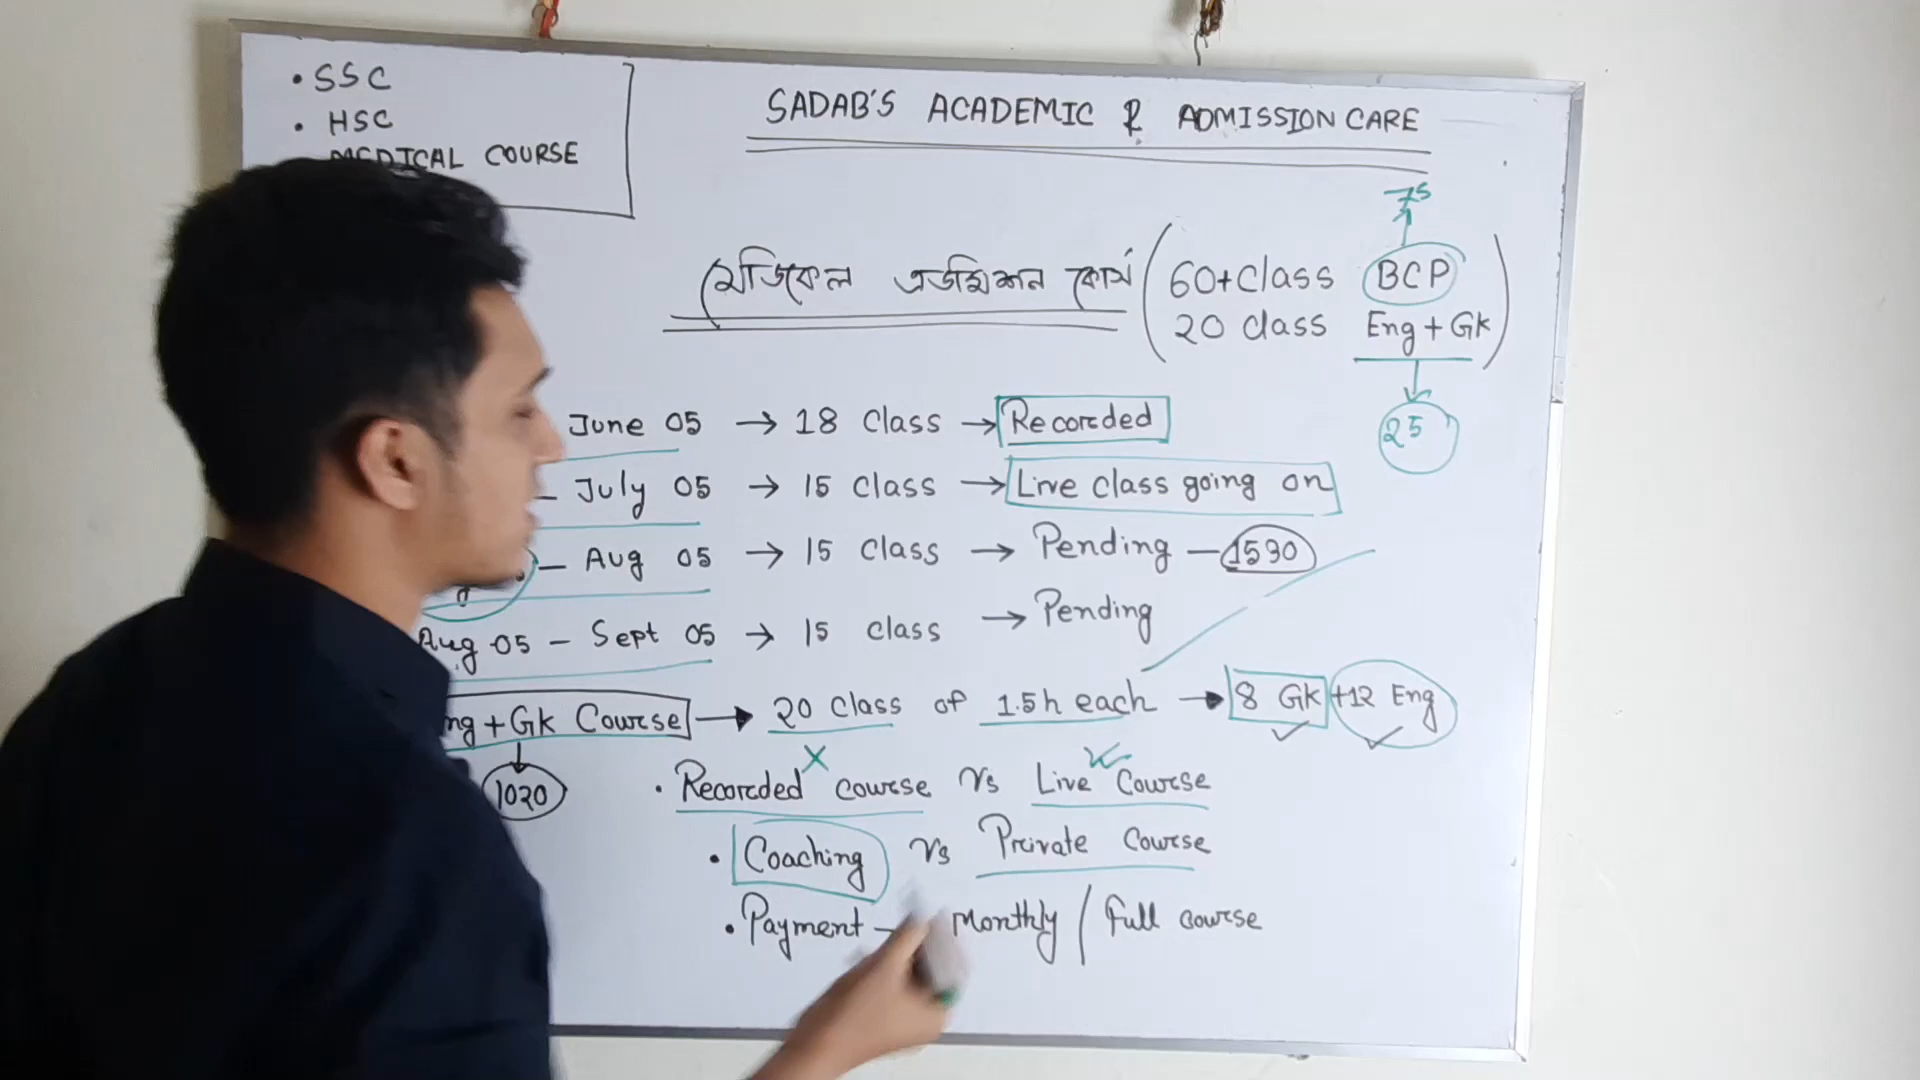 • SSC
• HSC
MEDICAL COURSE
SADAB'S ACADEMIC & ADMISSION CARE
75
মেডিকেল এডমিশন কোর্স ( 60+ Class BCP
20 class Eng + Gk )
25
June 05 → 18 Class → Recorded
– July 05 → 15 Class → Live class going on
– Aug 05 → 15 Class → Pending – 1530
Aug 05 – Sept 05 → 15 class → Pending
ng + Gk Course → 20 Class of 1.5h each → 8 Gk + 12 Eng
1020
• Recorded course Vs Live Course
• Coaching Vs Private Course
• Payment – Monthly / Full course